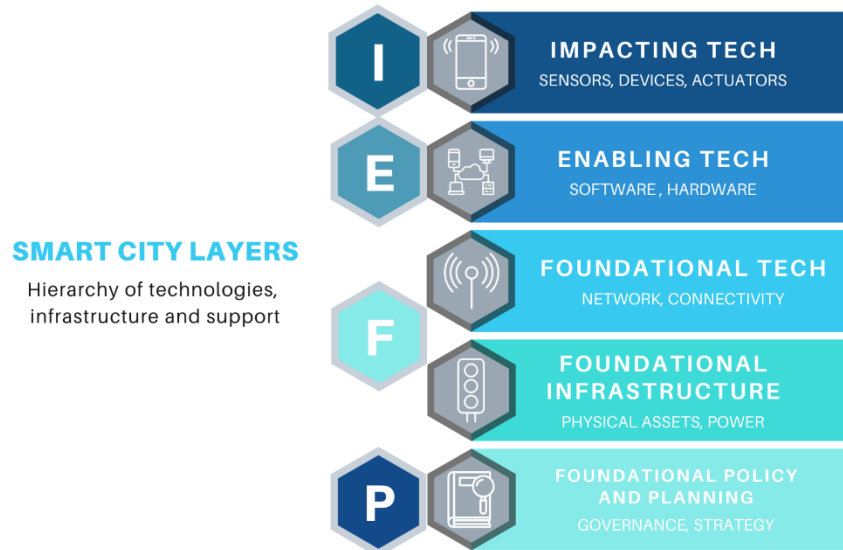 SMART CITY LAYERS
Hierarchy of technologies,
infrastructure and support
I
IMPACTING TECH
SENSORS, DEVICES, ACTUATORS
E
ENABLING TECH
SOFTWARE , HARDWARE
F
FOUNDATIONAL TECH
NETWORK, CONNECTIVITY
FOUNDATIONAL
INFRASTRUCTURE
PHYSICAL ASSETS, POWER
P
FOUNDATIONAL POLICY
AND PLANNING
GOVERNANCE, STRATEGY